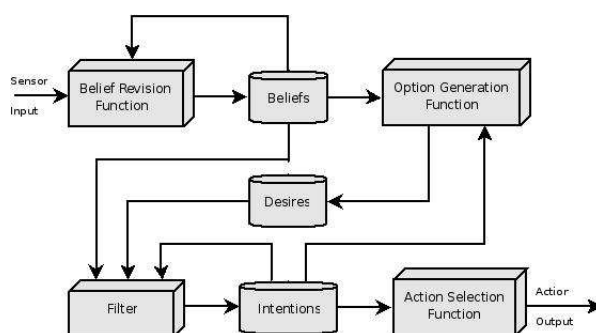 Sensor
Input
Belief Revision
Function
Beliefs
Option Generation
Function
Desires
Filter
Intentions
Action Selection
Function
Action
Output